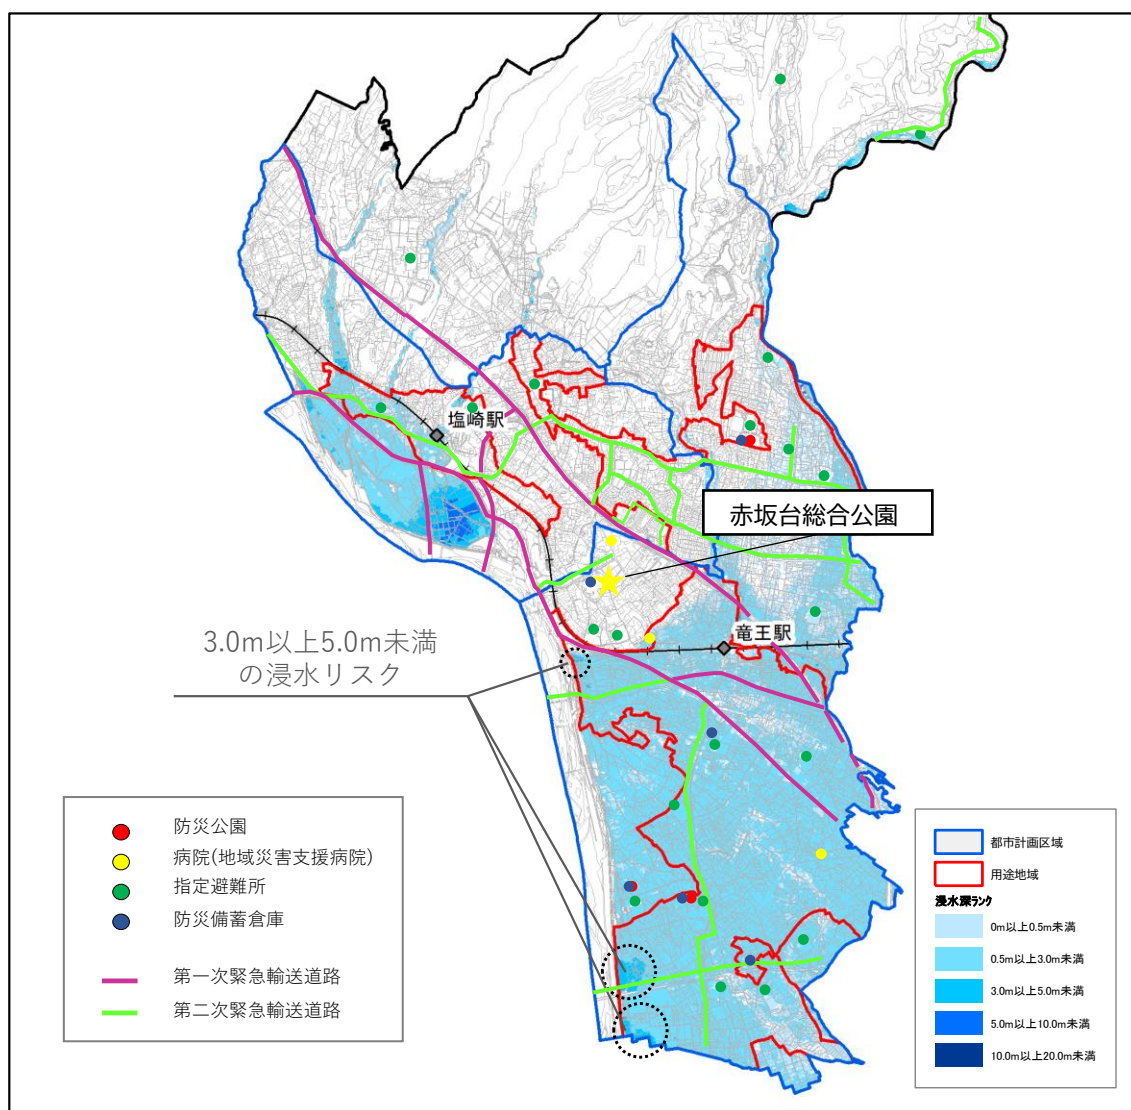 塩崎駅
赤坂台総合公園
竜王駅
3.0m以上5.0m未満
の浸水リスク
防災公園
病院(地域災害支援病院)
指定避難所
防災備蓄倉庫
第一次緊急輸送道路
第二次緊急輸送道路
都市計画区域
用途地域
浸水深ランク
0m以上0.5m未満
0.5m以上3.0m未満
3.0m以上5.0m未満
5.0m以上10.0m未満
10.0m以上20.0m未満